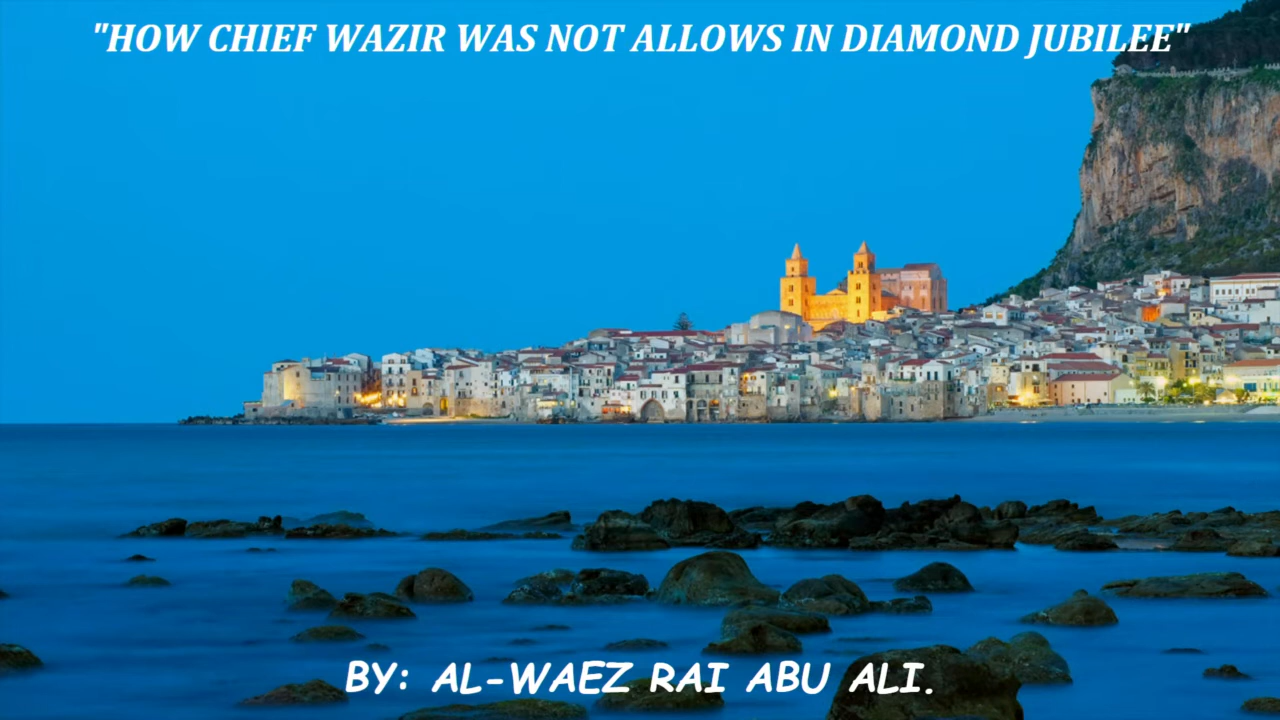 "HOW CHIEF WAZIR WAS NOT ALLOWS IN DIAMOND JUBILEE"
BY: AL-WAEZ RAI ABU ALI.